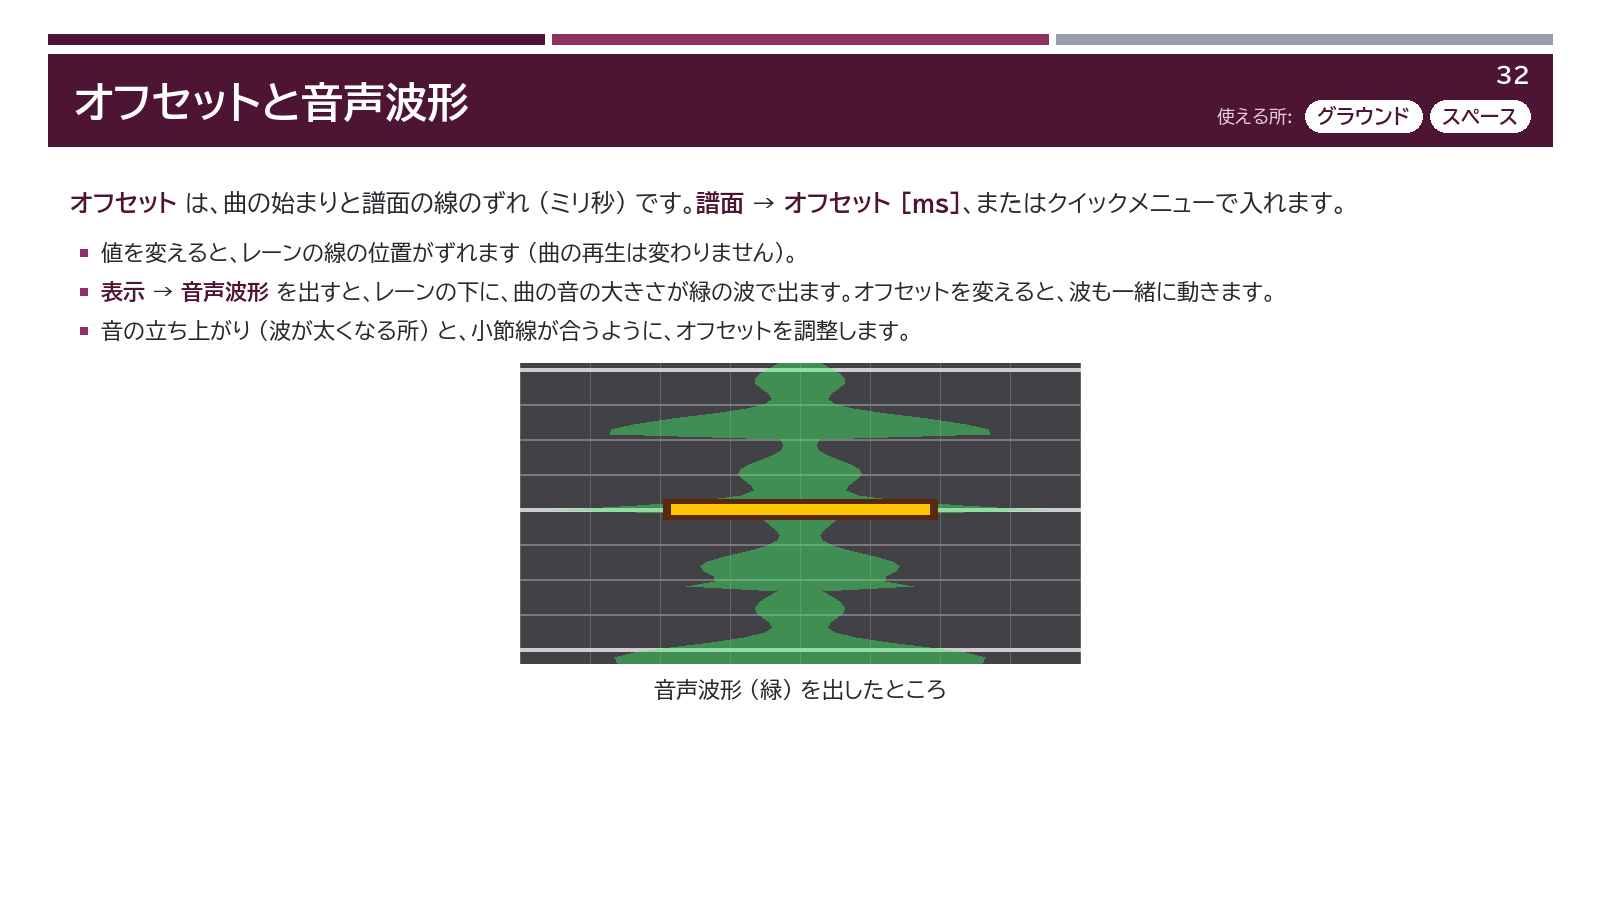 オフセットと音声波形
32
使える所: グラウンド スペース
オフセット は、曲の始まりと譜面の線のずれ（ミリ秒）です。譜面 → オフセット [ms]、またはクイックメニューで入れます。
値を変えると、レーンの線の位置がずれます（曲の再生は変わりません）。
表示 → 音声波形 を出すと、レーンの下に、曲の音の大きさが緑の波で出ます。オフセットを変えると、波も一緒に動きます。
音の立ち上がり（波が太くなる所）と、小節線が合うように、オフセットを調整します。
音声波形（緑）を出したところ